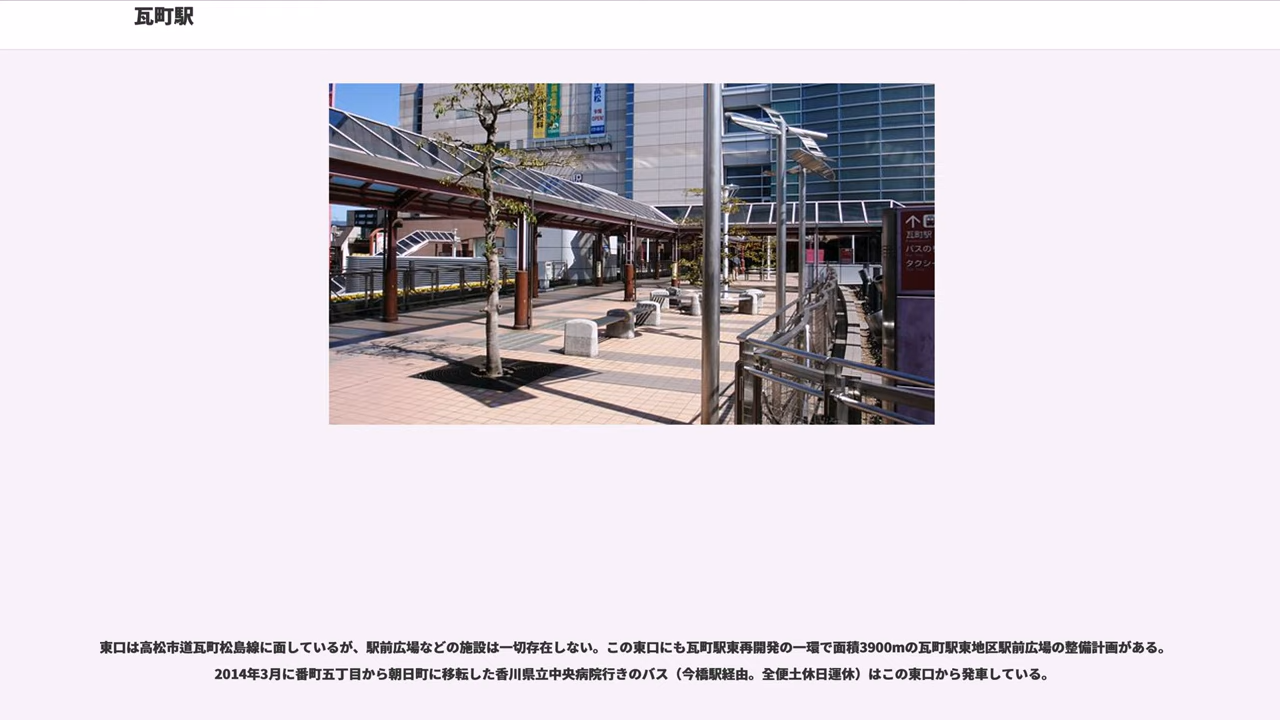 瓦町駅
高松
OPEN
瓦町駅
バスの
タクシー
東口は高松市道瓦町松島線に面しているが、駅前広場などの施設は一切存在しない。この東口にも瓦町駅東再開発の一環で面積3900mの瓦町駅東地区駅前広場の整備計画がある。
2014年3月に番町五丁目から朝日町に移転した香川県立中央病院行きのバス（今橋駅経由。全便土休日運休）はこの東口から発車している。